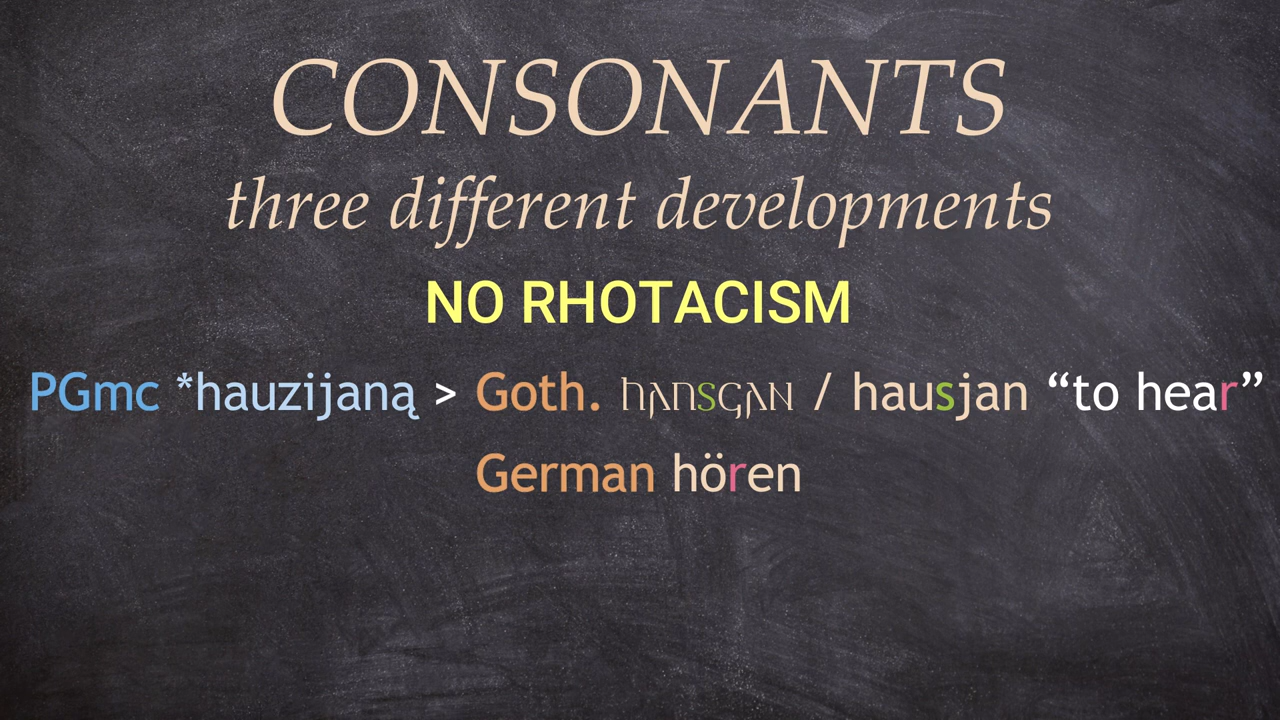 CONSONANTS
three different developments
NO RHOTACISM
PGmc *hauzijaną > Goth. 𐌷𐌰𐌿𐍃𐌾𐌰𐌽 / hausjan “to hear”
German hören